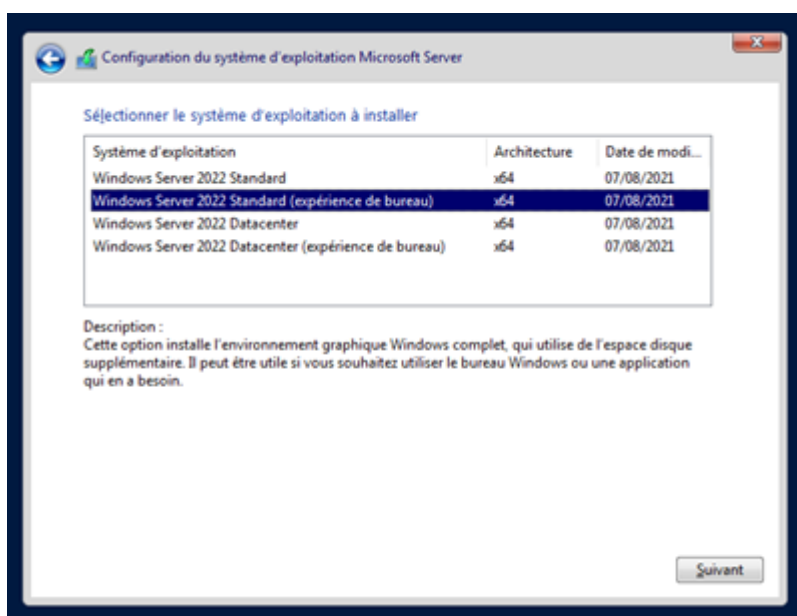 Configuration du système d'exploitation Microsoft Server
Sélectionner le système d'exploitation à installer
Système d'exploitation Architecture Date de modi...
Windows Server 2022 Standard x64 07/08/2021
Windows Server 2022 Standard (expérience de bureau) x64 07/08/2021
Windows Server 2022 Datacenter x64 07/08/2021
Windows Server 2022 Datacenter (expérience de bureau) x64 07/08/2021
Description :
Cette option installe l'environnement graphique Windows complet, qui utilise de l'espace disque
supplémentaire. Il peut être utile si vous souhaitez utiliser le bureau Windows ou une application
qui en a besoin.
Suivant